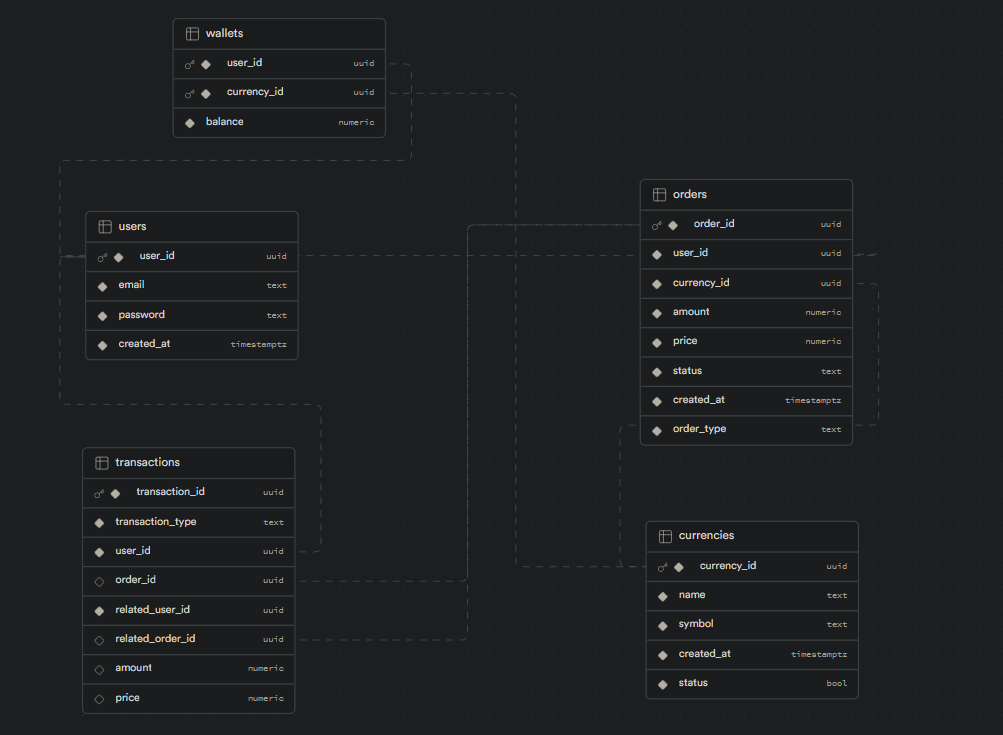 wallets
user_id uuid
currency_id uuid
balance numeric
users
user_id uuid
email text
password text
created_at timestamptz
transactions
transaction_id uuid
transaction_type text
user_id uuid
order_id uuid
related_user_id uuid
related_order_id uuid
amount numeric
price numeric
orders
order_id uuid
user_id uuid
currency_id uuid
amount numeric
price numeric
status text
created_at timestamptz
order_type text
currencies
currency_id uuid
name text
symbol text
created_at timestamptz
status bool